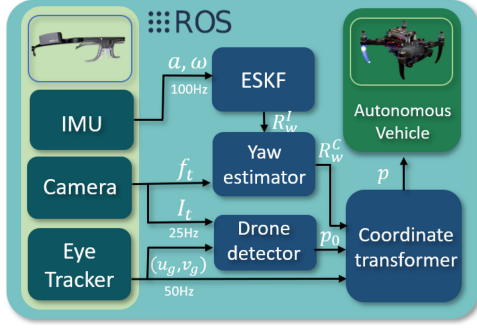 ROS
a, ω
100Hz
ESKF
IMU
Autonomous
Vehicle
R_w^I
R_w^C
Yaw
estimator
p
Camera
f_t
I_t
25Hz
Drone
detector
p_0
Coordinate
transformer
Eye
Tracker
(u_g, v_g)
50Hz